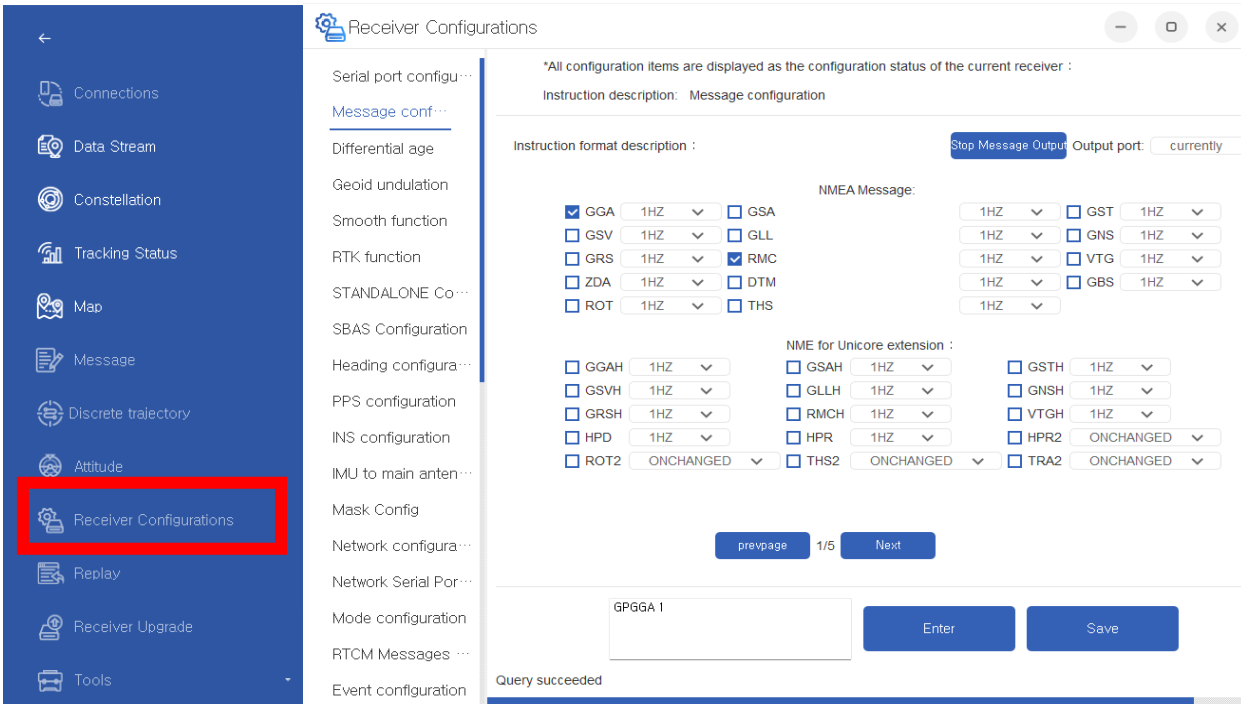 Receiver Configurations
Connections
Data Stream
Constellation
Tracking Status
Map
Message
Discrete traiectory
Attitude
Receiver Configurations
Replay
Receiver Upgrade
Tools
Serial port configu···
Message conf···
Differential age
Geoid undulation
Smooth function
RTK function
STANDALONE Co···
SBAS Configuration
Heading configura···
PPS configuration
INS configuration
IMU to main anten···
Mask Config
Network configura···
Network Serial Por···
Mode configuration
RTCM Messages ···
Event configuration
*All configuration items are displayed as the configuration status of the current receiver：
Instruction description: Message configuration
Instruction format description： Stop Message Output Output port: currently
NMEA Message:
GGA 1HZ GSA 1HZ GST 1HZ
GSV 1HZ GLL 1HZ GNS 1HZ
GRS 1HZ RMC 1HZ VTG 1HZ
ZDA 1HZ DTM 1HZ GBS 1HZ
ROT 1HZ THS 1HZ
NME for Unicore extension：
GGAH 1HZ GSAH 1HZ GSTH 1HZ
GSVH 1HZ GLLH 1HZ GNSH 1HZ
GRSH 1HZ RMCH 1HZ VTGH 1HZ
HPD 1HZ HPR 1HZ HPR2 ONCHANGED
ROT2 ONCHANGED THS2 ONCHANGED TRA2 ONCHANGED
prevpage 1/5 Next
GPGGA 1
Enter Save
Query succeeded